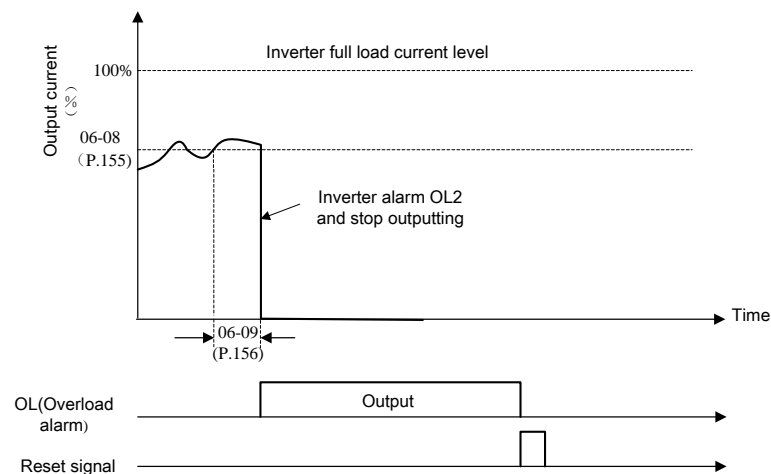 Inverter full load current level
100%
Output current
（%）
06-08
（P.155)
Inverter alarm OL2
and stop outputting
Time
06-09
(P.156)
OL(Overload
alarm）
Output
Reset signal